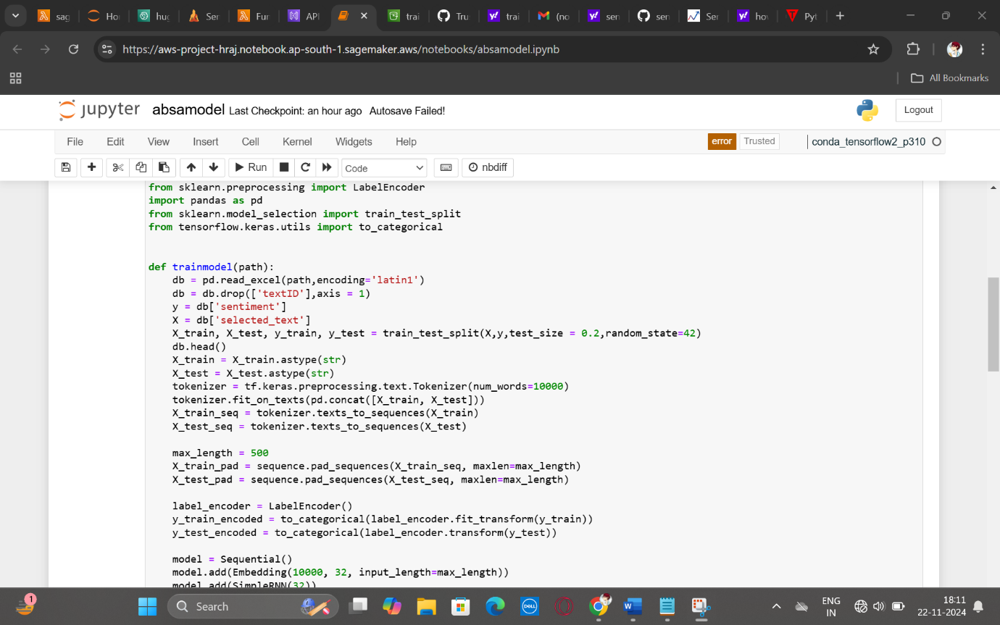 sag
Ho
hug
Ser
Fur
API
trai
Tru
trai
(no
sen
sen
Ser
hov
Pyt
https://aws-project-hraj.notebook.ap-south-1.sagemaker.aws/notebooks/absamodel.ipynb
All Bookmarks
jupyter absamodel Last Checkpoint: an hour ago Autosave Failed!
Logout
File Edit View Insert Cell Kernel Widgets Help
error Trusted conda_tensorflow2_p310
Run Code nbdiff
from sklearn.preprocessing import LabelEncoder
import pandas as pd
from sklearn.model_selection import train_test_split
from tensorflow.keras.utils import to_categorical
def trainmodel(path):
db = pd.read_excel(path,encoding='latin1')
db = db.drop(['textID'],axis = 1)
y = db['sentiment']
X = db['selected_text']
X_train, X_test, y_train, y_test = train_test_split(X,y,test_size = 0.2,random_state=42)
db.head()
X_train = X_train.astype(str)
X_test = X_test.astype(str)
tokenizer = tf.keras.preprocessing.text.Tokenizer(num_words=10000)
tokenizer.fit_on_texts(pd.concat([X_train, X_test]))
X_train_seq = tokenizer.texts_to_sequences(X_train)
X_test_seq = tokenizer.texts_to_sequences(X_test)
max_length = 500
X_train_pad = sequence.pad_sequences(X_train_seq, maxlen=max_length)
X_test_pad = sequence.pad_sequences(X_test_seq, maxlen=max_length)
label_encoder = LabelEncoder()
y_train_encoded = to_categorical(label_encoder.fit_transform(y_train))
y_test_encoded = to_categorical(label_encoder.transform(y_test))
model = Sequential()
model.add(Embedding(10000, 32, input_length=max_length))
model.add(SimpleRNN(32))
1
Search
DELL
W
ENG
IN
18:11
22-11-2024